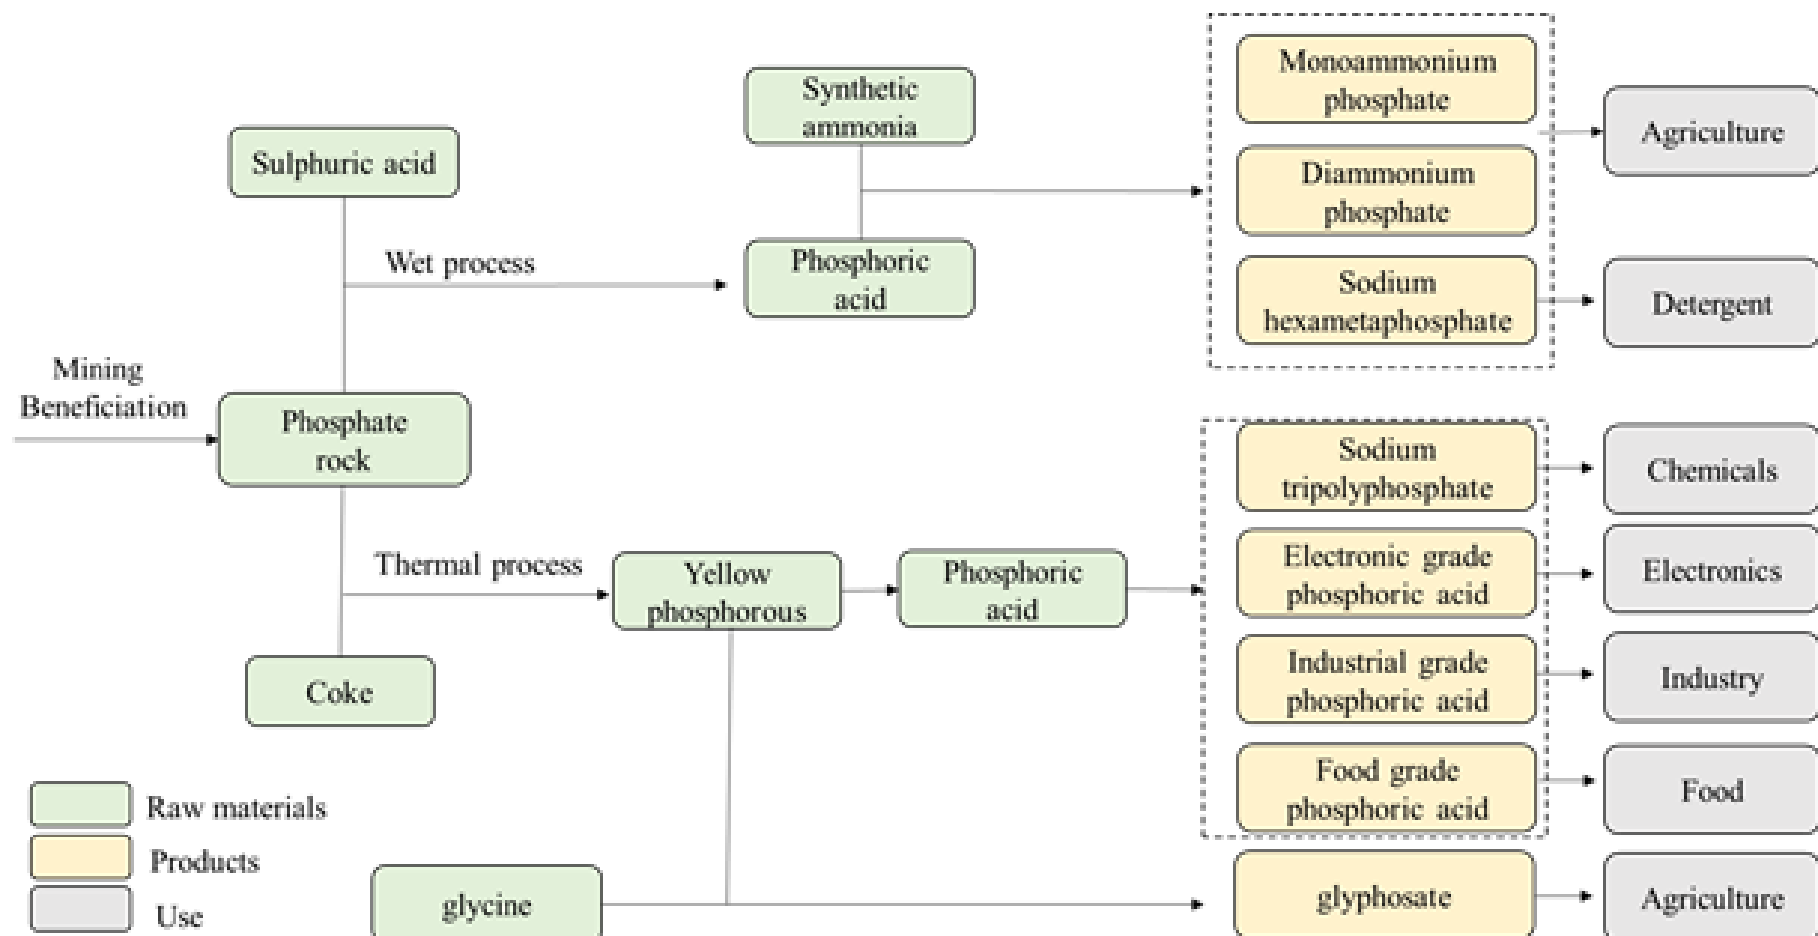 Monoammonium
phosphate
Synthetic
ammonia
Agriculture
Sulphuric acid
Diammonium
phosphate
Wet process
Phosphoric
acid
Sodium
hexametaphosphate
Detergent
Mining
Beneficiation
Phosphate
rock
Sodium
tripolyphosphate
Chemicals
Thermal process
Yellow
phosphorous
Phosphoric
acid
Electronic grade
phosphoric acid
Electronics
Coke
Industrial grade
phosphoric acid
Industry
Food grade
phosphoric acid
Food
Raw materials
Products
Use
glycine
glyphosate
Agriculture